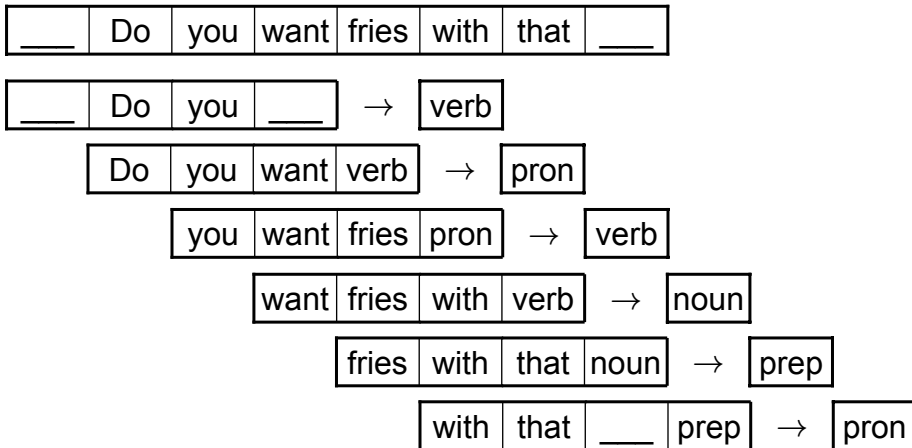 ___ Do you want fries with that ___
___ Do you ___ → verb
Do you want verb → pron
you want fries pron → verb
want fries with verb → noun
fries with that noun → prep
with that ___ prep → pron